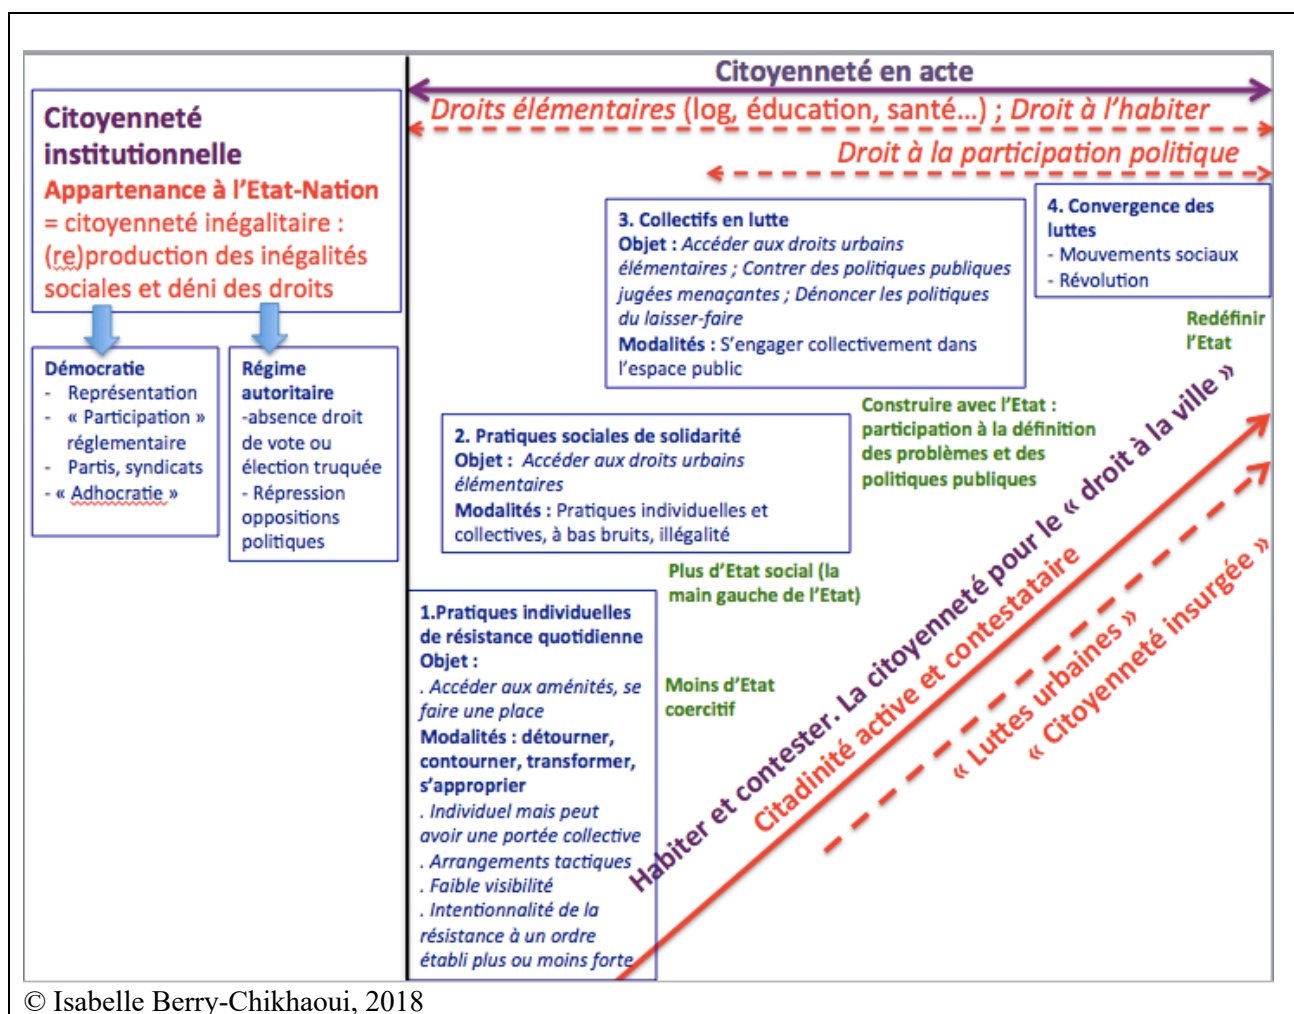 Citoyenneté
institutionnelle
Appartenance à l'Etat-Nation
= citoyenneté inégalitaire :
(re)production des inégalités
sociales et déni des droits
Démocratie
- Représentation
- « Participation »
réglementaire
- Partis, syndicats
- « Adhocratie »
Régime
autoritaire
-absence droit
de vote ou
élection truquée
- Répression
oppositions
politiques
Citoyenneté en acte
Droits élémentaires (log, éducation, santé...) ; Droit à l'habiter
Droit à la participation politique
4. Convergence des
luttes
- Mouvements sociaux
- Révolution
Redéfinir
l'Etat
3. Collectifs en lutte
Objet : Accéder aux droits urbains
élémentaires ; Contrer des politiques publiques
jugées menaçantes ; Dénoncer les politiques
du laisser-faire
Modalités : S'engager collectivement dans
l'espace public
Construire avec l'Etat :
participation à la définition
des problèmes et des
politiques publiques
2. Pratiques sociales de solidarité
Objet : Accéder aux droits urbains
élémentaires
Modalités : Pratiques individuelles et
collectives, à bas bruits, illégalité
Plus d'Etat social (la
main gauche de l'Etat)
1.Pratiques individuelles
de résistance quotidienne
Objet :
. Accéder aux aménités, se
faire une place
Modalités : détourner,
contourner, transformer,
s'approprier
. Individuel mais peut
avoir une portée collective
. Arrangements tactiques
. Faible visibilité
. Intentionnalité de la
résistance à un ordre
établi plus ou moins forte
Moins d'Etat
coercitif
Habiter et contester. La citoyenneté pour le « droit à la ville »
Citadinité active et contestataire
« Luttes urbaines »
« Citoyenneté insurgée »
© Isabelle Berry-Chikhaoui, 2018